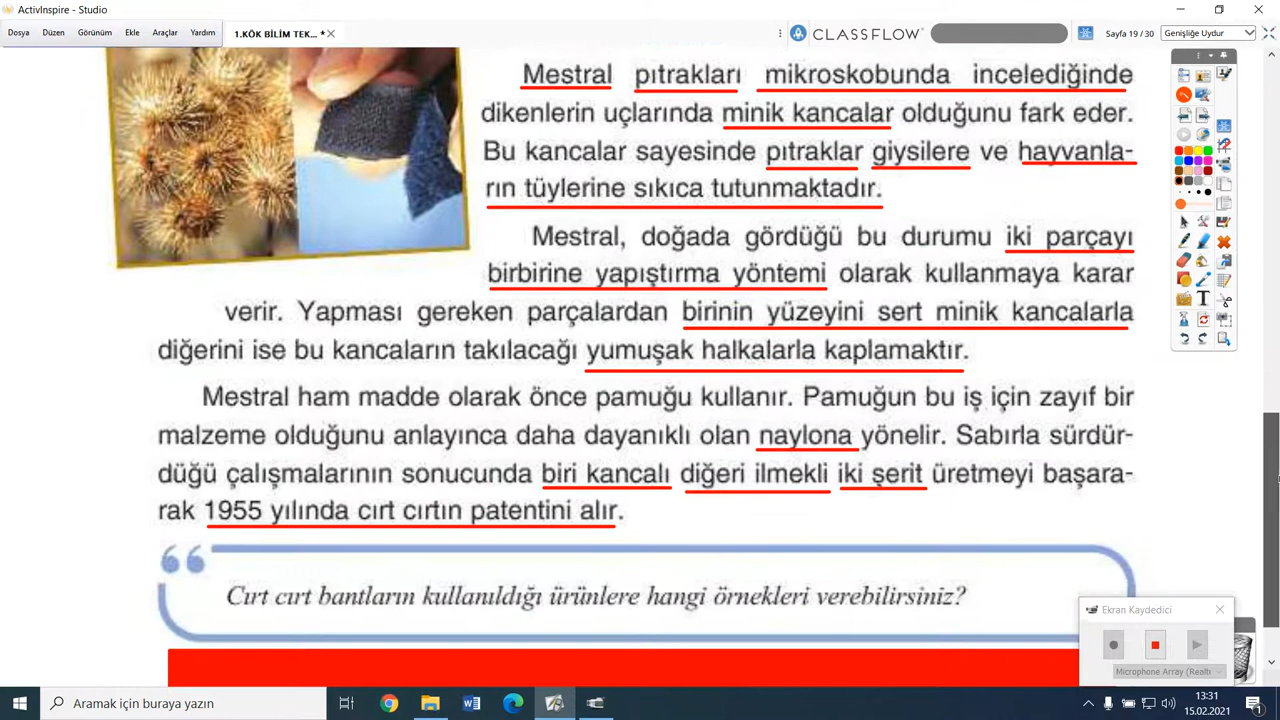 ActivInspire - Studio
Dosya Düzen Görünüm Ekle Araçlar Yardım
1.KÖK BİLİM TEK... *
CLASSFLOW
Sayfa 19 / 30
Genişliğe Uydur
Mestral pıtrakları mikroskobunda incelediğinde
dikenlerin uçlarında minik kancalar olduğunu fark eder.
Bu kancalar sayesinde pıtraklar giysilere ve hayvanla-
rın tüylerine sıkıca tutunmaktadır.
Mestral, doğada gördüğü bu durumu iki parçayı
birbirine yapıştırma yöntemi olarak kullanmaya karar
verir. Yapması gereken parçalardan birinin yüzeyini sert minik kancalarla
diğerini ise bu kancaların takılacağı yumuşak halkalarla kaplamaktır.
Mestral ham madde olarak önce pamuğu kullanır. Pamuğun bu iş için zayıf bir
malzeme olduğunu anlayınca daha dayanıklı olan naylona yönelir. Sabırla sürdür-
düğü çalışmalarının sonucunda biri kancalı diğeri ilmekli iki şerit üretmeyi başara-
rak 1955 yılında cırt cırtın patentini alır.
Cırt cırt bantların kullanıldığı ürünlere hangi örnekleri verebilirsiniz?
Ekran Kaydedici
Microphone Array (Realt
Aramak için buraya yazın
13:31
15.02.2021
1